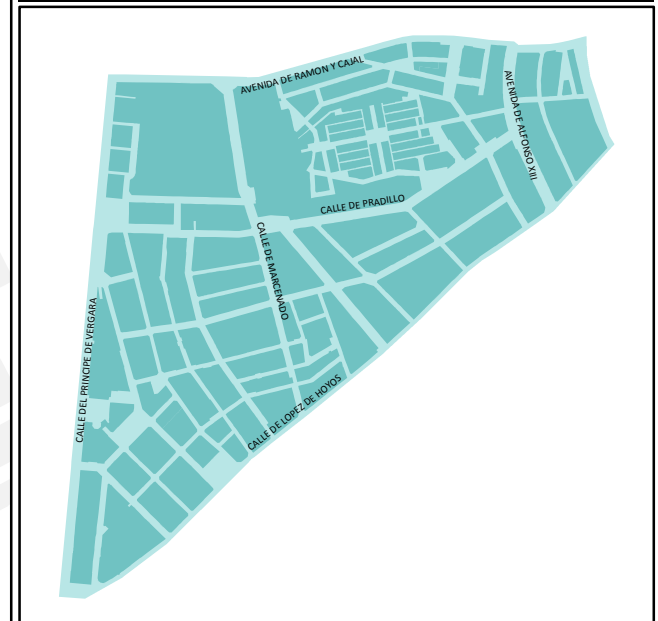 AVENIDA DE RAMON Y CAJAL
AVENIDA DE ALFONSO XIII
CALLE DE PRADILLO
CALLE DE MARCENADO
CALLE DEL PRINCIPE DE VERGARA
CALLE DE LOPEZ DE HOYOS